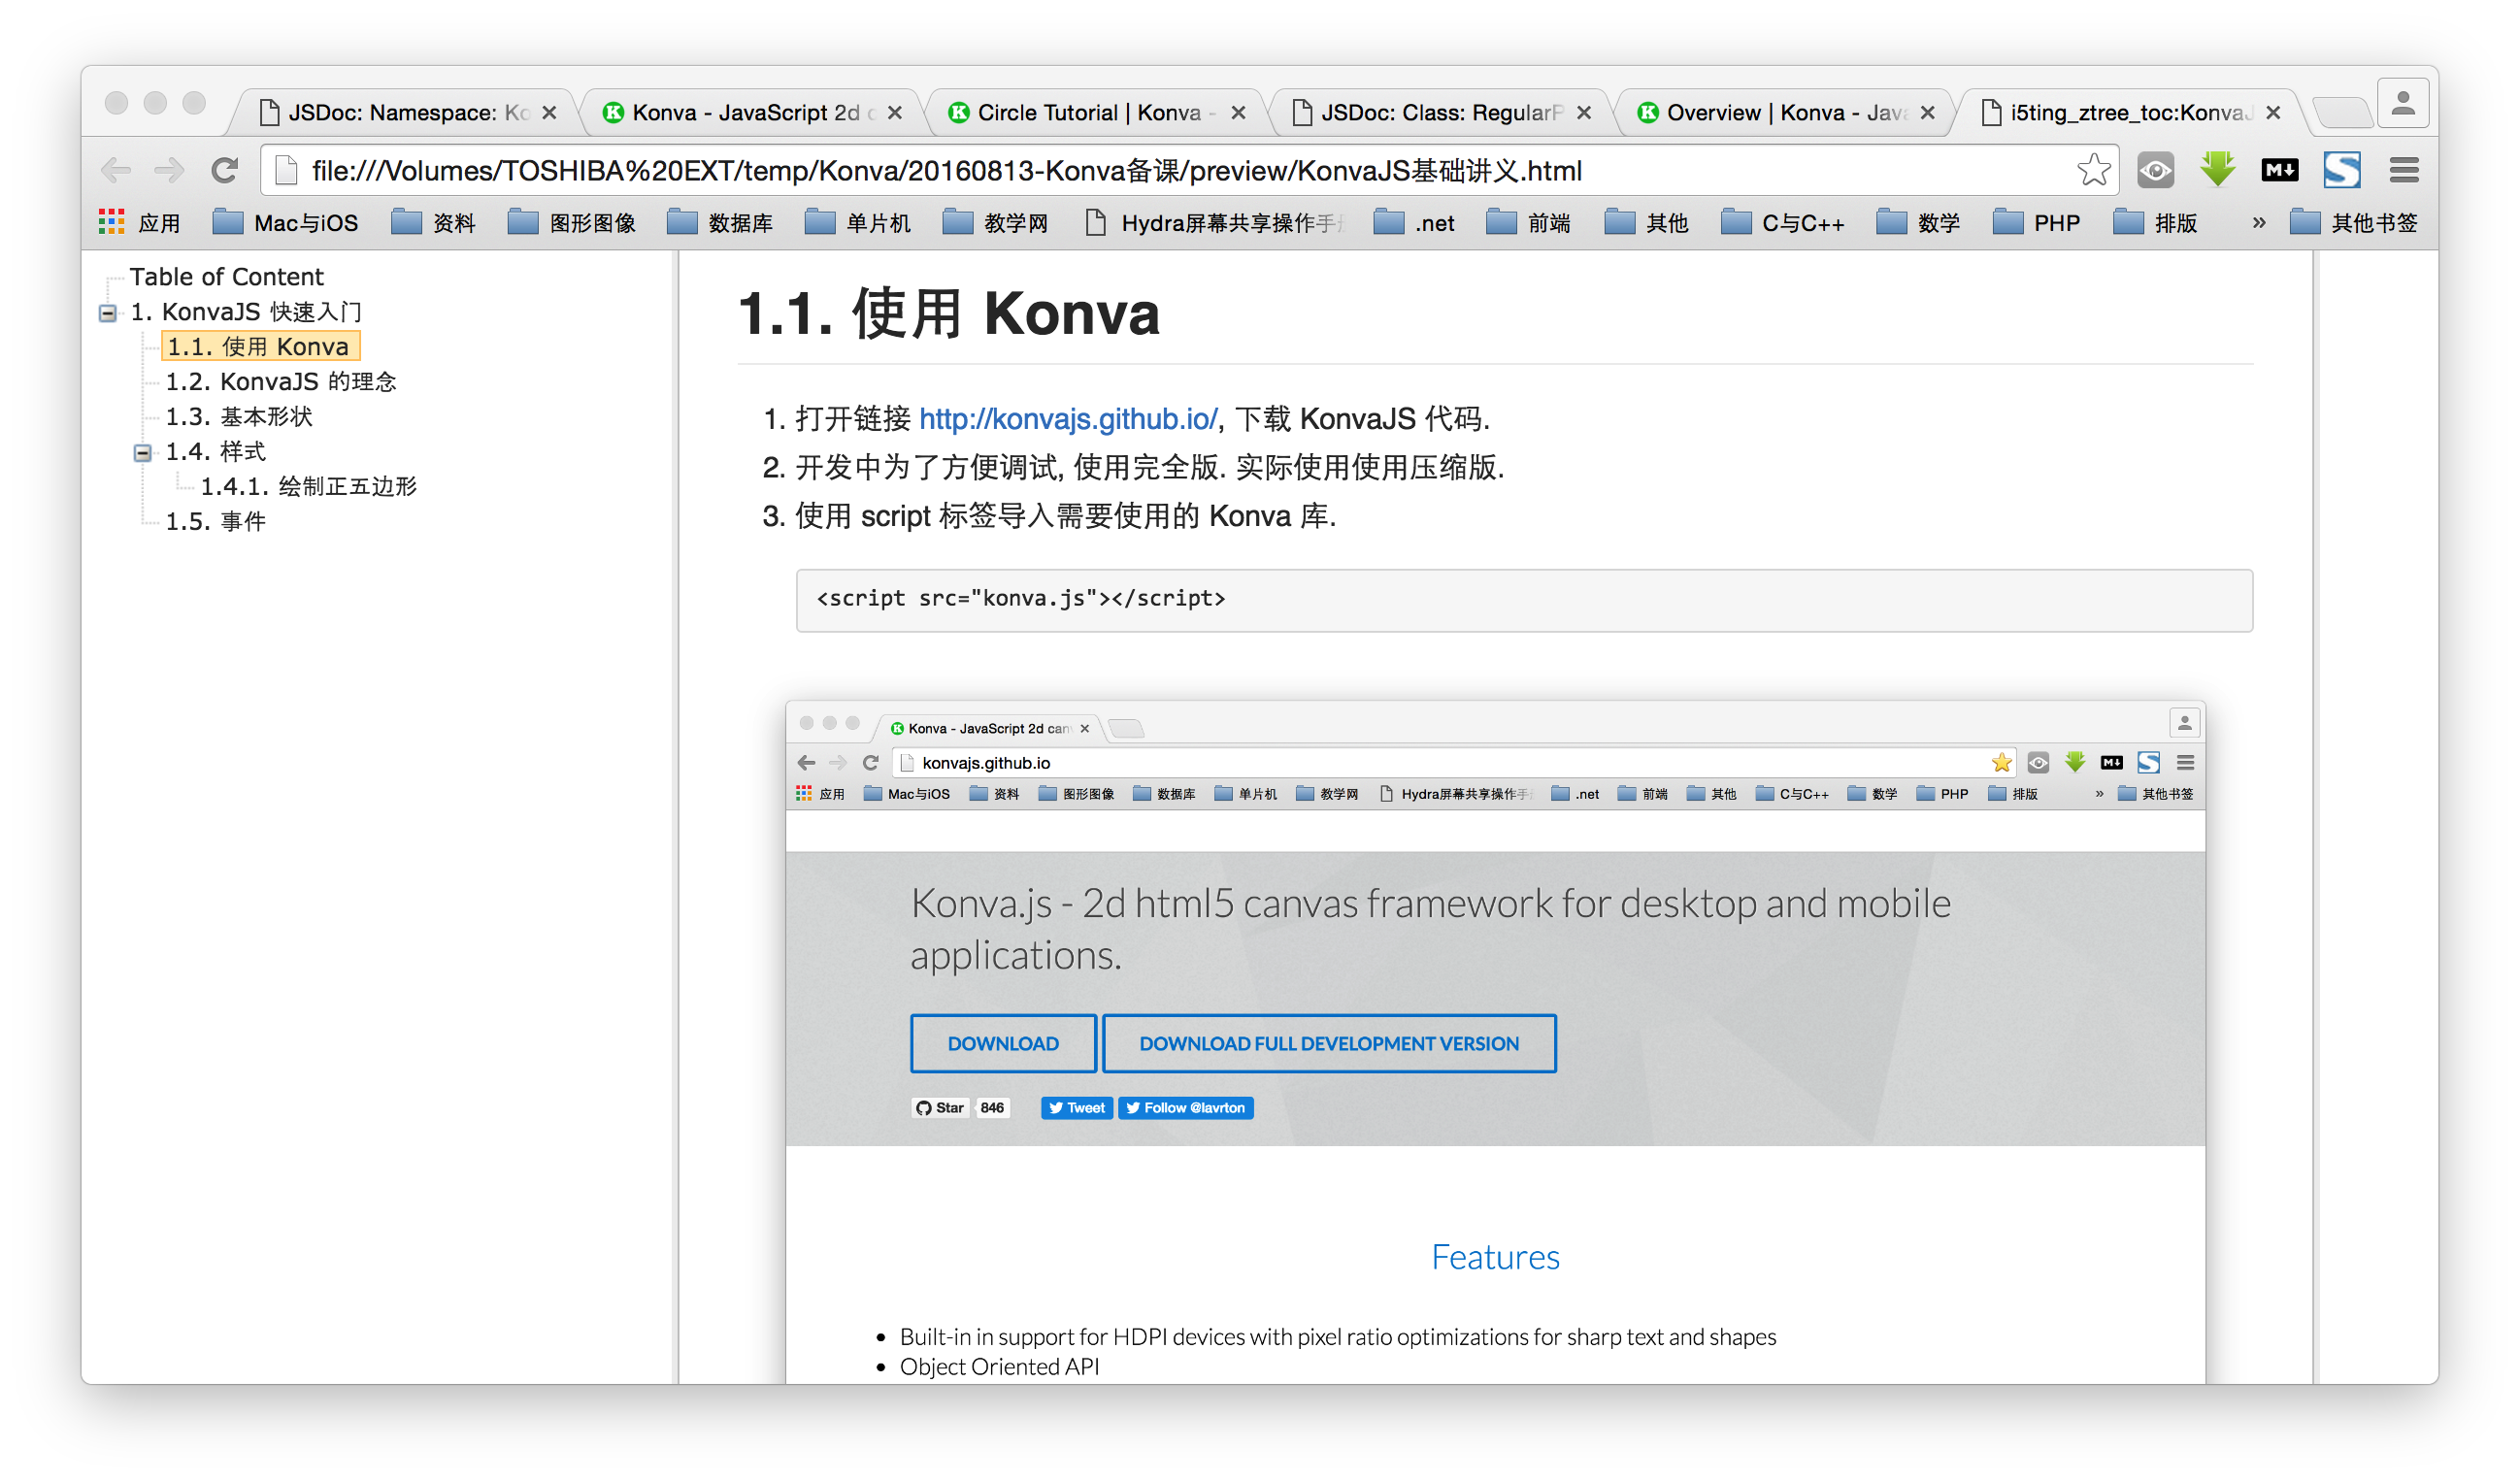 JSDoc: Namespace: Ko
Konva - JavaScript 2d c
Circle Tutorial | Konva -
JSDoc: Class: RegularP
Overview | Konva - Java
i5ting_ztree_toc:KonvaJ
file:///Volumes/TOSHIBA%20EXT/temp/Konva/20160813-Konva备课/preview/KonvaJS基础讲义.html
应用 Mac与iOS 资料 图形图像 数据库 单片机 教学网 Hydra屏幕共享操作手册 .net 前端 其他 C与C++ 数学 PHP 排版 » 其他书签
Table of Content
1. KonvaJS 快速入门
1.1. 使用 Konva
1.2. KonvaJS 的理念
1.3. 基本形状
1.4. 样式
1.4.1. 绘制正五边形
1.5. 事件
1.1. 使用 Konva
1. 打开链接 http://konvajs.github.io/, 下载 KonvaJS 代码.
2. 开发中为了方便调试, 使用完全版. 实际使用使用压缩版.
3. 使用 script 标签导入需要使用的 Konva 库.
<script src="konva.js"></script>
Konva - JavaScript 2d can
konvajs.github.io
应用 Mac与iOS 资料 图形图像 数据库 单片机 教学网 Hydra屏幕共享操作手 .net 前端 其他 C与C++ 数学 PHP 排版 » 其他书签
Konva.js - 2d html5 canvas framework for desktop and mobile
applications.
DOWNLOAD
DOWNLOAD FULL DEVELOPMENT VERSION
Star 846 Tweet Follow @lavrton
Features
• Built-in in support for HDPI devices with pixel ratio optimizations for sharp text and shapes
• Object Oriented API